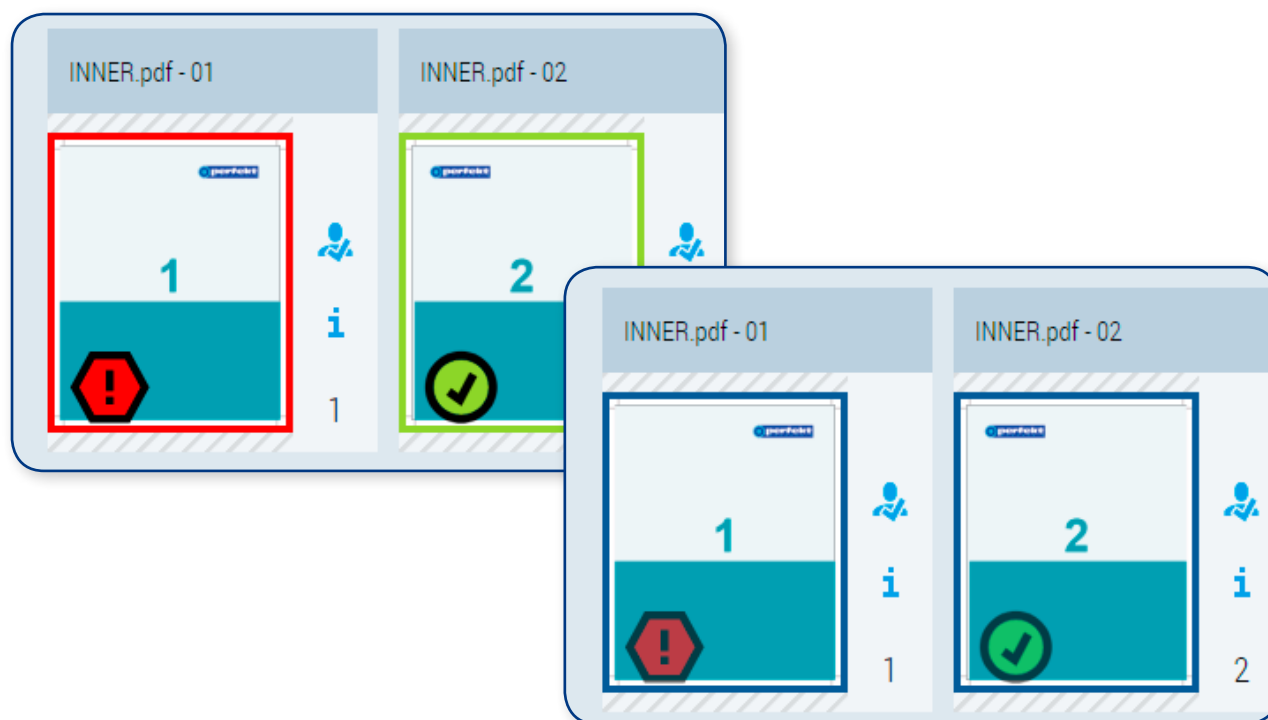 INNER.pdf - 01
INNER.pdf - 02
perfekt
perfekt
1
2
i
1
INNER.pdf - 01
INNER.pdf - 02
perfekt
perfekt
1
2
i
i
1
2